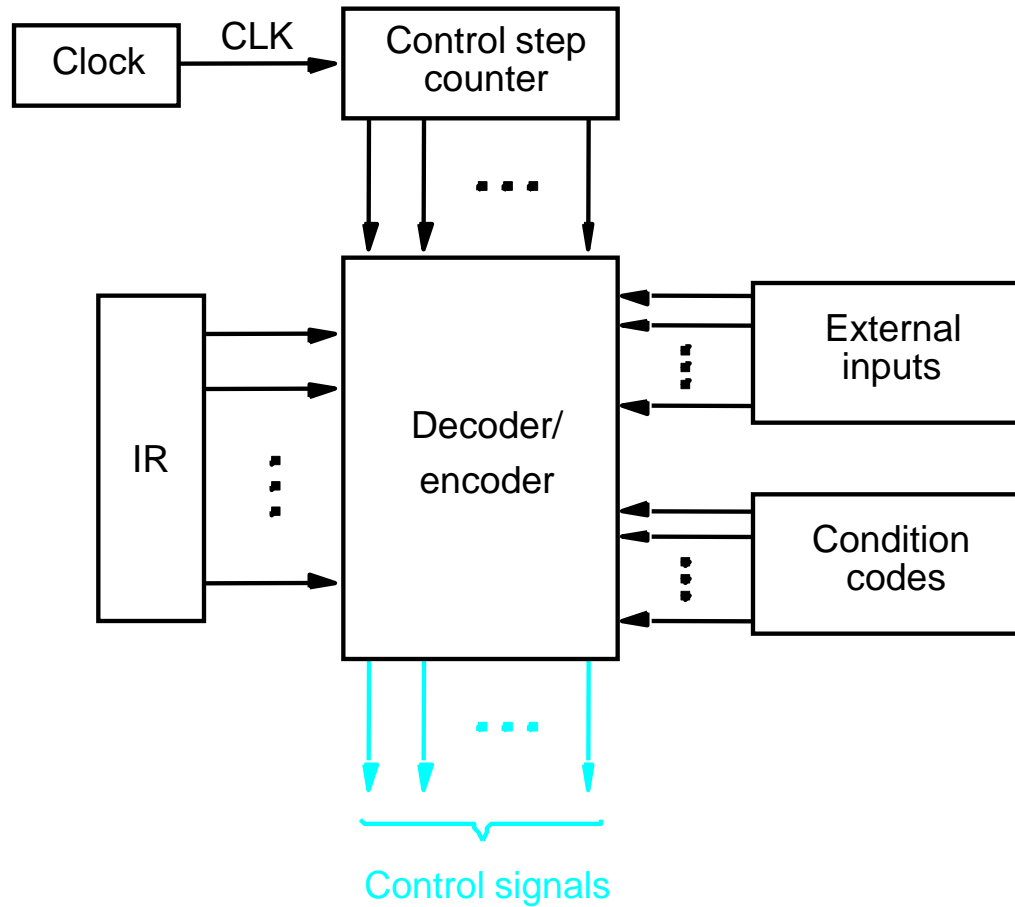 CLK
Clock
Control step
counter
External
inputs
IR
Decoder/
encoder
Condition
codes
Control signals